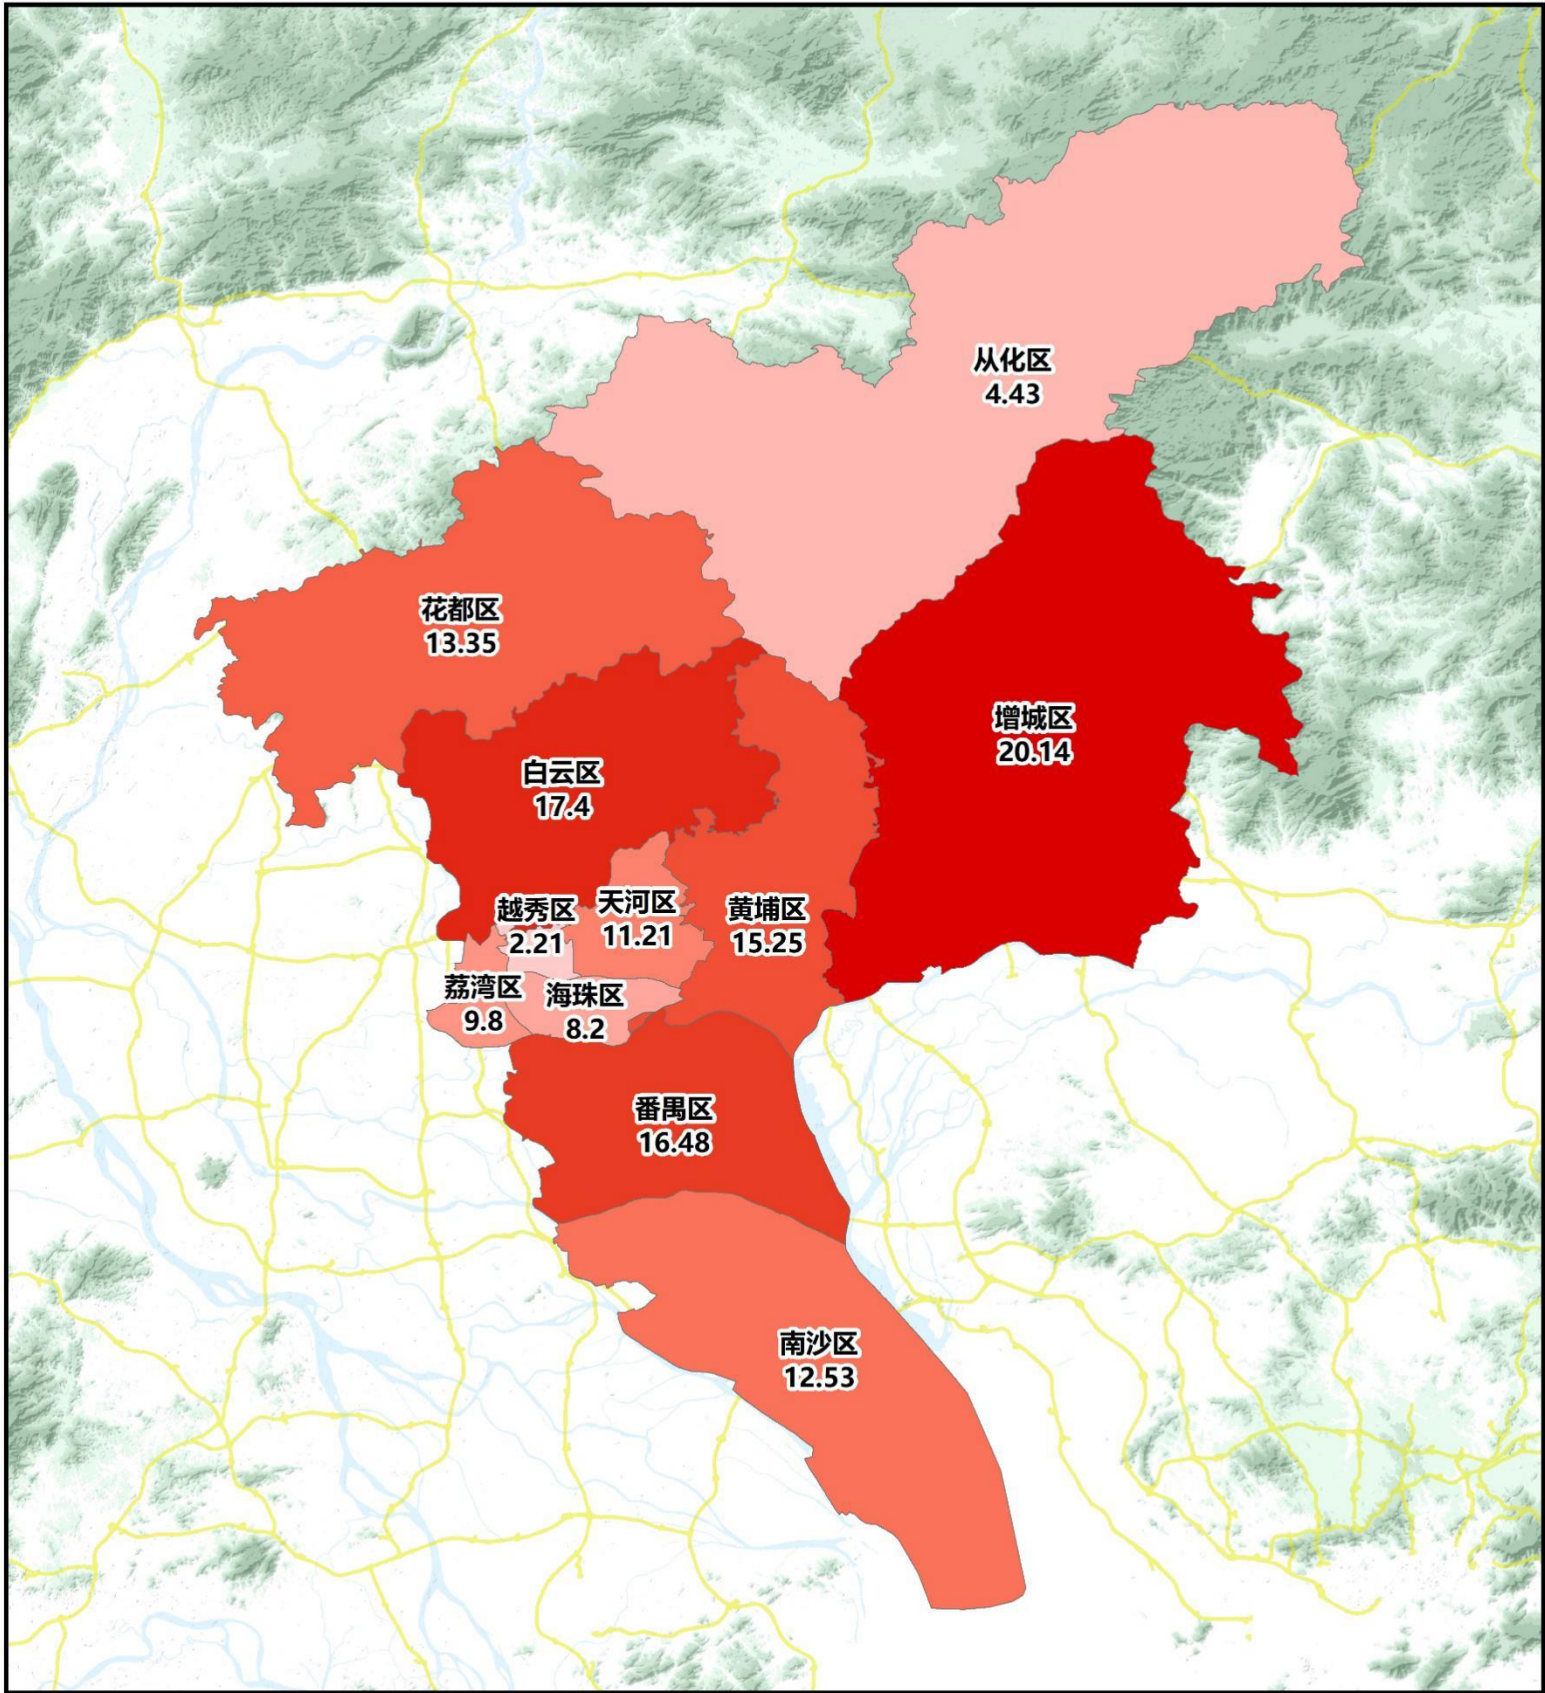 从化区
4.43
花都区
13.35
增城区
20.14
白云区
17.4
越秀区
2.21
天河区
11.21
黄埔区
15.25
荔湾区
9.8
海珠区
8.2
番禺区
16.48
南沙区
12.53